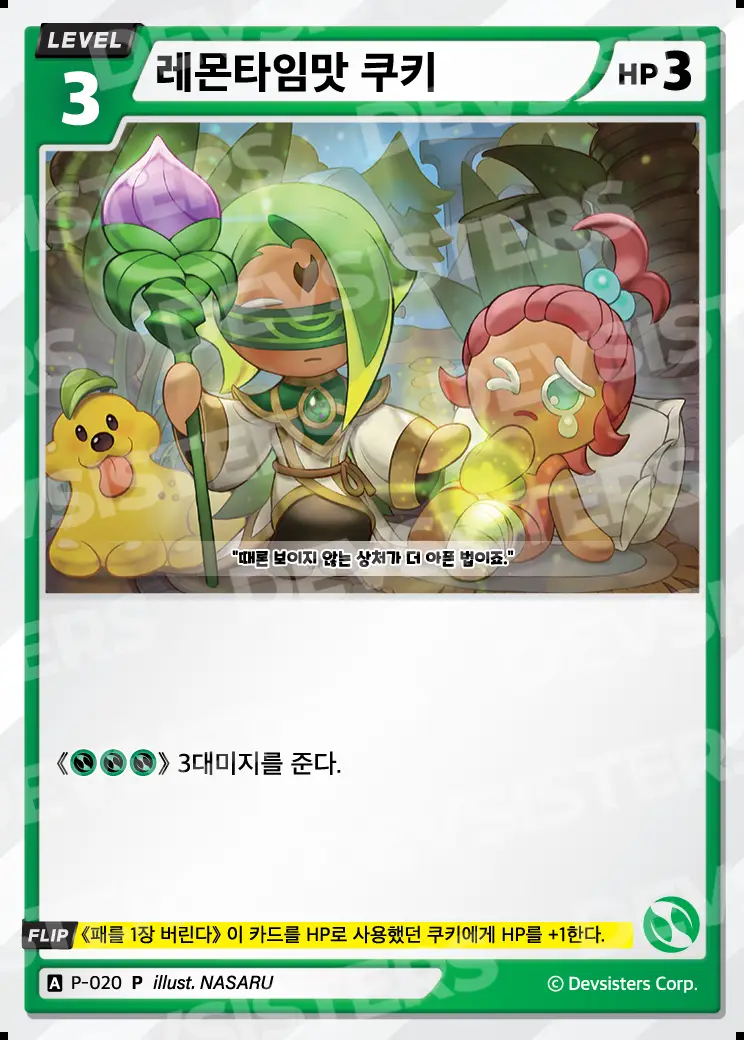 LEVEL
3
레몬타임맛 쿠키
HP 3
"때론 보이지 않는 상처가 더 아픈 법이죠."
《》 3대미지를 준다.
FLIP 《패를 1장 버린다》 이 카드를 HP로 사용했던 쿠키에게 HP를 +1한다.
A P-020 P illust. NASARU
© Devsisters Corp.
DEVSISTERS